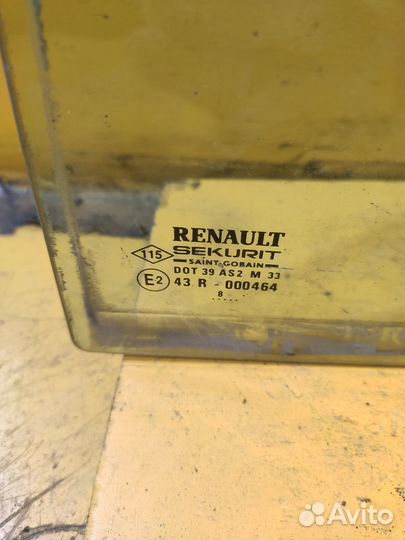 RENAULT
115 SEKURIT
SAINT-GOBAIN
DOT 39 AS2 M 33
E2 43 R - 000464
8
.....
Avito